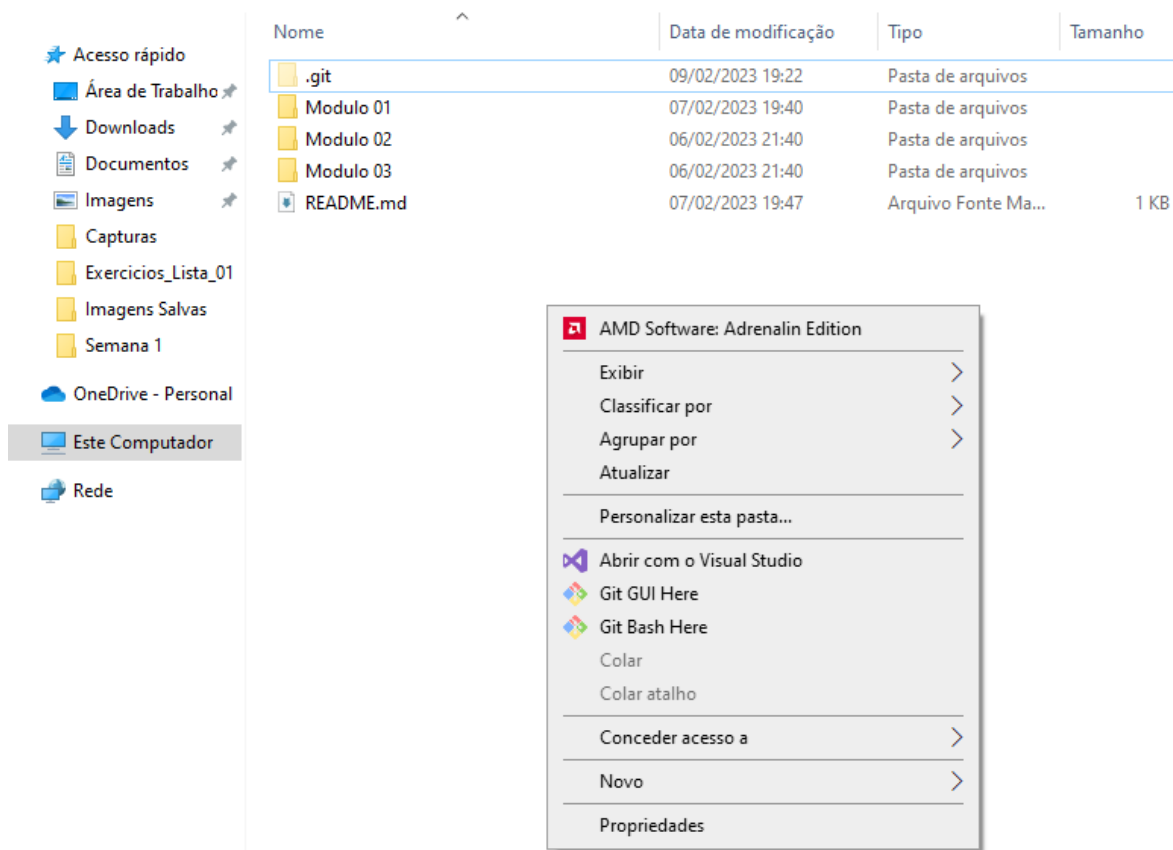 Nome Data de modificação Tipo Tamanho
Acesso rápido
Área de Trabalho
Downloads
Documentos
Imagens
Capturas
Exercicios_Lista_01
Imagens Salvas
Semana 1
OneDrive - Personal
Este Computador
Rede
.git 09/02/2023 19:22 Pasta de arquivos
Modulo 01 07/02/2023 19:40 Pasta de arquivos
Modulo 02 06/02/2023 21:40 Pasta de arquivos
Modulo 03 06/02/2023 21:40 Pasta de arquivos
README.md 07/02/2023 19:47 Arquivo Fonte Ma... 1 KB
AMD Software: Adrenalin Edition
Exibir
Classificar por
Agrupar por
Atualizar
Personalizar esta pasta...
Abrir com o Visual Studio
Git GUI Here
Git Bash Here
Colar
Colar atalho
Conceder acesso a
Novo
Propriedades